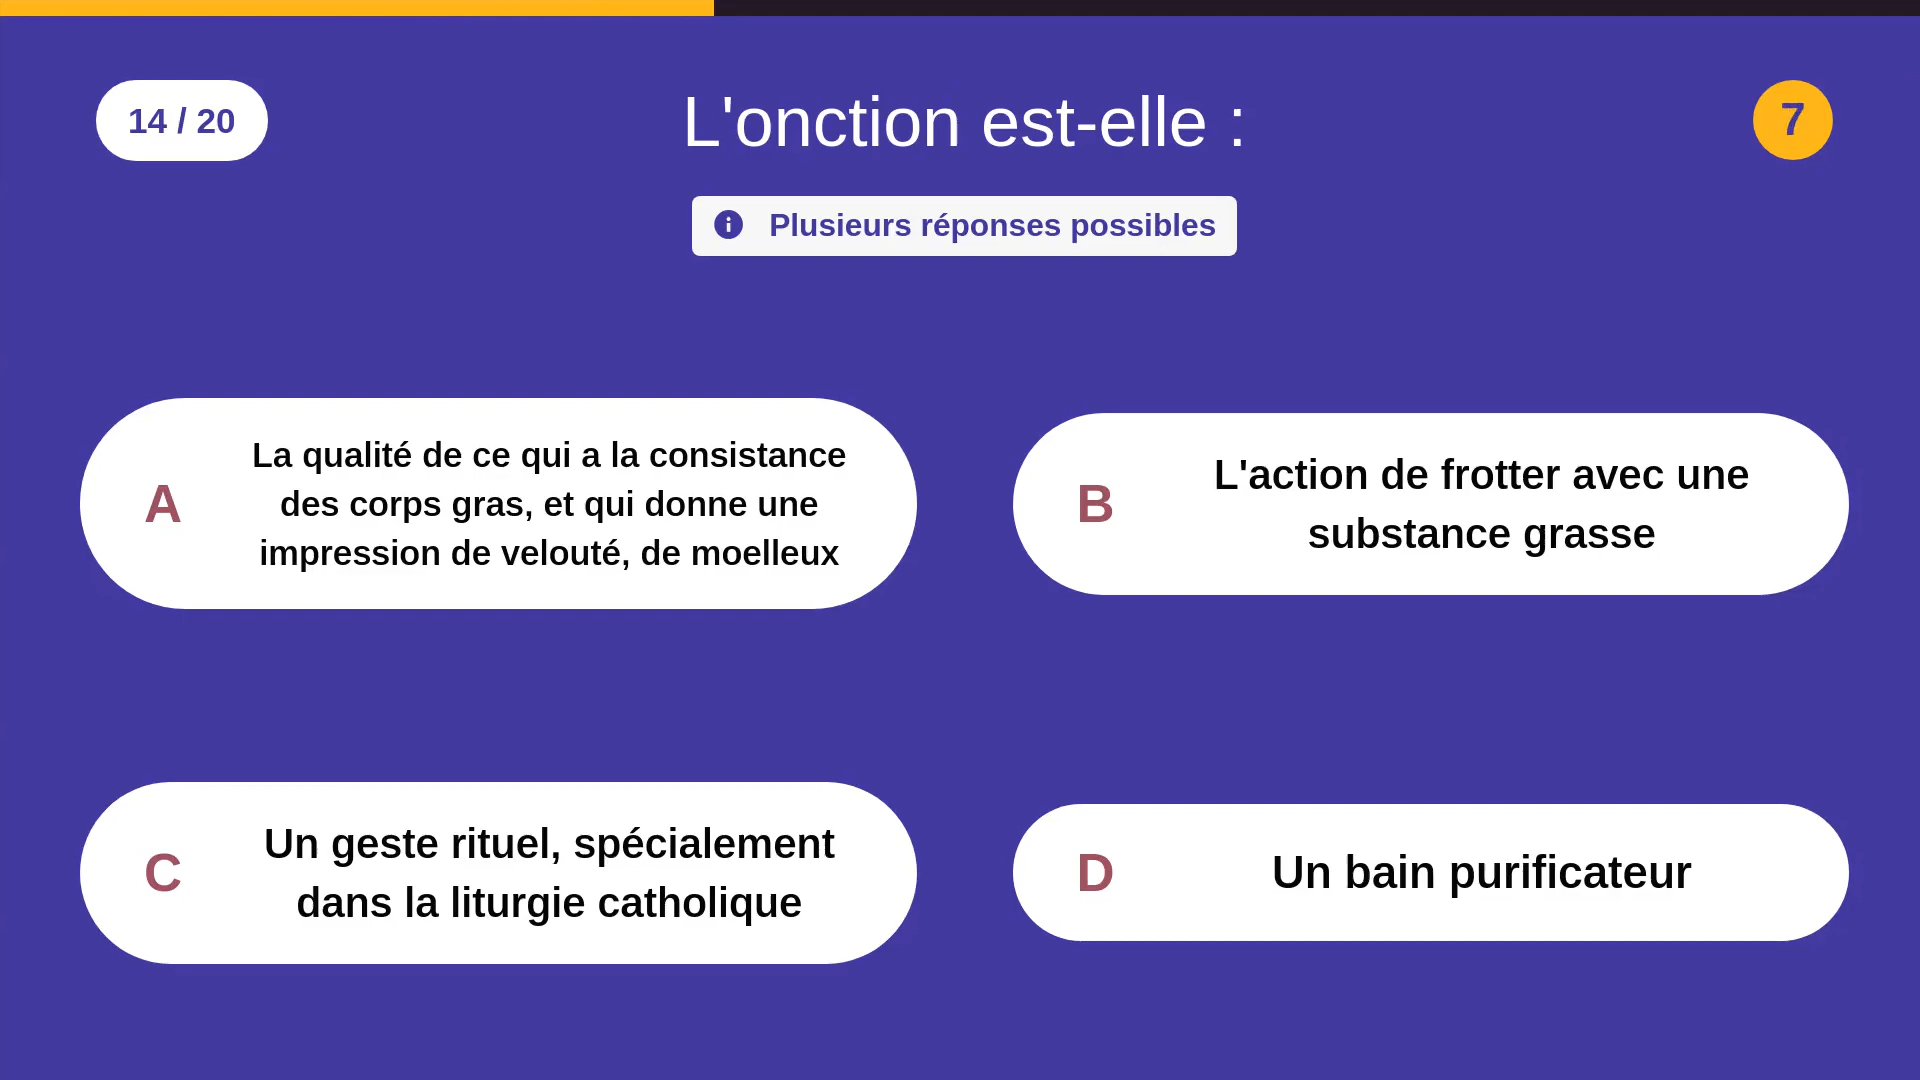 14 / 20
L'onction est-elle :
7
Plusieurs réponses possibles
A
La qualité de ce qui a la consistance
des corps gras, et qui donne une
impression de velouté, de moelleux
B
L'action de frotter avec une
substance grasse
C
Un geste rituel, spécialement
dans la liturgie catholique
D
Un bain purificateur